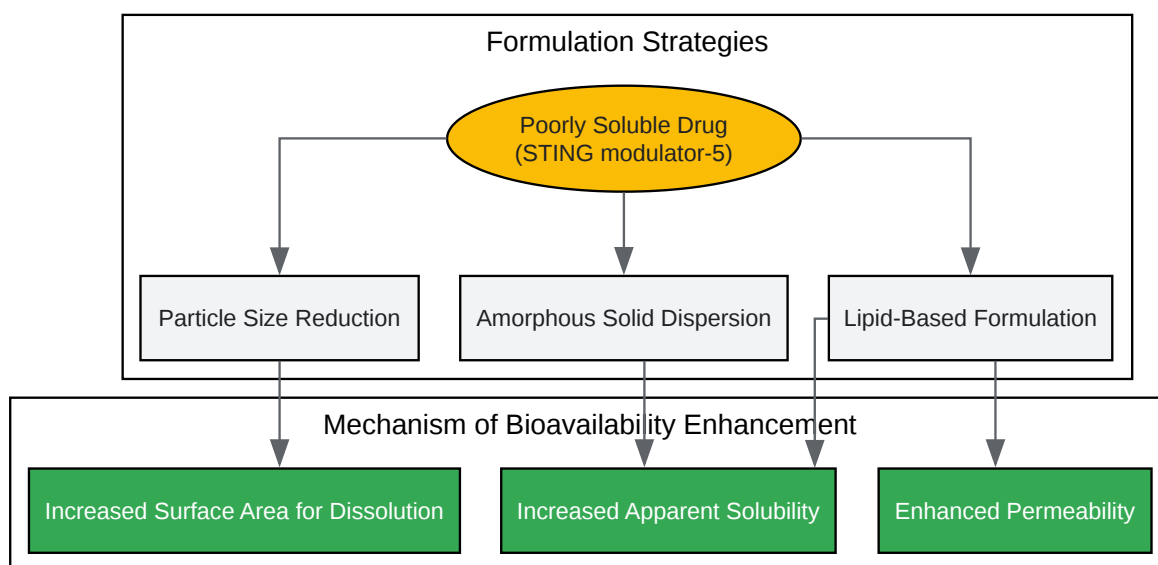 Formulation Strategies
Poorly Soluble Drug
(STING modulator-5)
Particle Size Reduction
Amorphous Solid Dispersion
Lipid-Based Formulation
Mechanism of Bioavailability Enhancement
Increased Surface Area for Dissolution
Increased Apparent Solubility
Enhanced Permeability